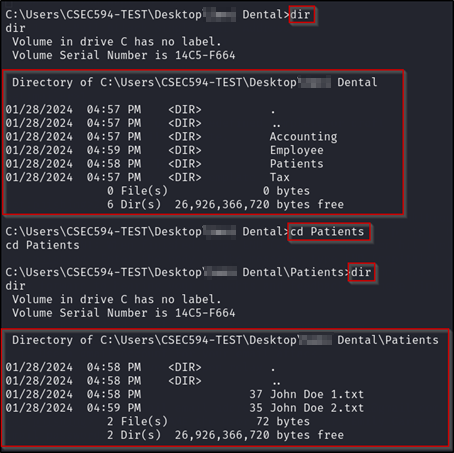 C:\Users\CSEC594-TEST\Desktop\ Dental>dir
dir
 Volume in drive C has no label.
 Volume Serial Number is 14C5-F664
 Directory of C:\Users\CSEC594-TEST\Desktop\ Dental
01/28/2024  04:57 PM    <DIR>          .
01/28/2024  04:57 PM    <DIR>          ..
01/28/2024  04:57 PM    <DIR>          Accounting
01/28/2024  04:59 PM    <DIR>          Employee
01/28/2024  04:58 PM    <DIR>          Patients
01/28/2024  04:57 PM    <DIR>          Tax
               0 File(s)              0 bytes
               6 Dir(s)  26,926,366,720 bytes free
C:\Users\CSEC594-TEST\Desktop\ Dental>cd Patients
cd Patients
C:\Users\CSEC594-TEST\Desktop\ Dental\Patients>dir
dir
 Volume in drive C has no label.
 Volume Serial Number is 14C5-F664
 Directory of C:\Users\CSEC594-TEST\Desktop\ Dental\Patients
01/28/2024  04:58 PM    <DIR>          .
01/28/2024  04:58 PM    <DIR>          ..
01/28/2024  04:58 PM                37 John Doe 1.txt
01/28/2024  04:59 PM                35 John Doe 2.txt
               2 File(s)             72 bytes
               2 Dir(s)  26,926,366,720 bytes free